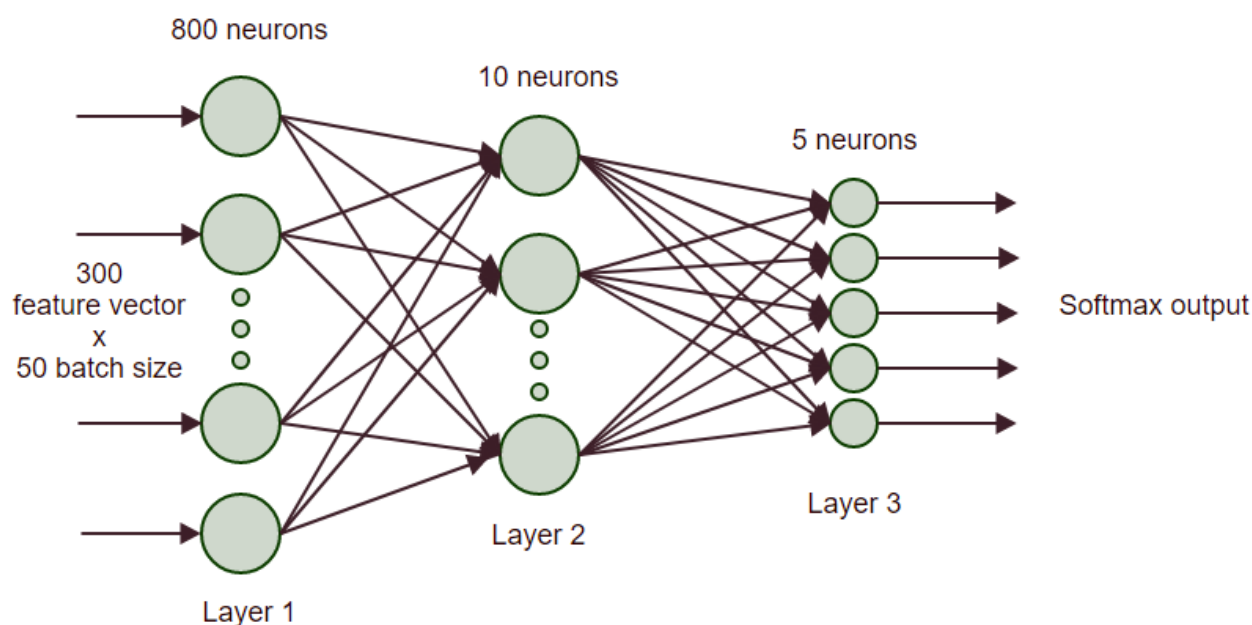 800 neurons
10 neurons
5 neurons
300
feature vector
x
50 batch size
Softmax output
Layer 3
Layer 2
Layer 1